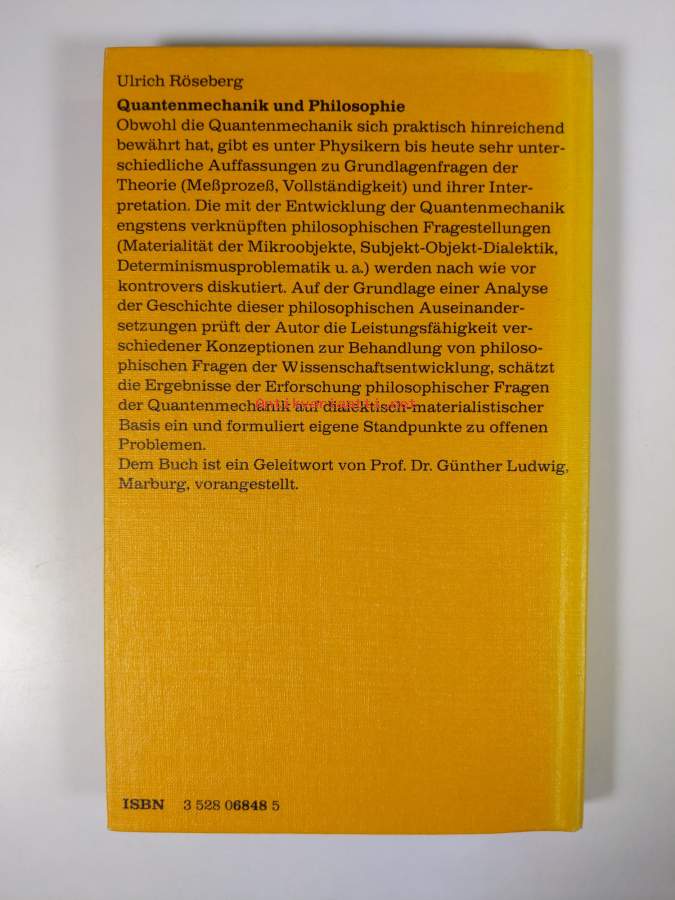 Ulrich Röseberg
Quantenmechanik und Philosophie
Obwohl die Quantenmechanik sich praktisch hinreichend
bewährt hat, gibt es unter Physikern bis heute sehr unter-
schiedliche Auffassungen zu Grundlagenfragen der
Theorie (Meßprozeß, Vollständigkeit) und ihrer Inter-
pretation. Die mit der Entwicklung der Quantenmechanik
engstens verknüpften philosophischen Fragestellungen
(Materialität der Mikroobjekte, Subjekt-Objekt-Dialektik,
Determinismusproblematik u. a.) werden nach wie vor
kontrovers diskutiert. Auf der Grundlage einer Analyse
der Geschichte dieser philosophischen Auseinander-
setzungen prüft der Autor die Leistungsfähigkeit ver-
schiedener Konzeptionen zur Behandlung von philoso-
phischen Fragen der Wissenschaftsentwicklung, schätzt
die Ergebnisse der Erforschung philosophischer Fragen
der Quantenmechanik auf dialektisch-materialistischer
Antikvariaatti.net
Basis ein und formuliert eigene Standpunkte zu offenen
Problemen.
Dem Buch ist ein Geleitwort von Prof. Dr. Günther Ludwig,
Marburg, vorangestellt.
ISBN 3 528 06848 5